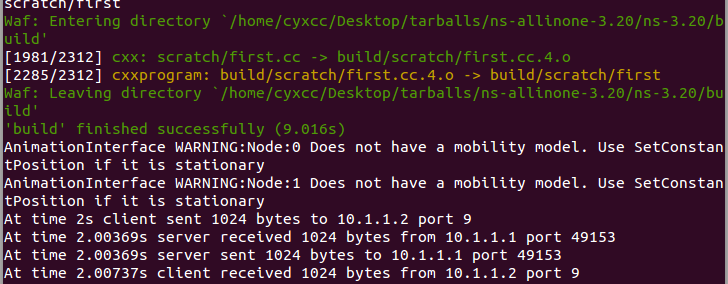 scratch/first
Waf: Entering directory `/home/cyxcc/Desktop/tarballs/ns-allinone-3.20/ns-3.20/b
uild'
[1981/2312] cxx: scratch/first.cc -> build/scratch/first.cc.4.o
[2285/2312] cxxprogram: build/scratch/first.cc.4.o -> build/scratch/first
Waf: Leaving directory `/home/cyxcc/Desktop/tarballs/ns-allinone-3.20/ns-3.20/bu
ild'
'build' finished successfully (9.016s)
AnimationInterface WARNING:Node:0 Does not have a mobility model. Use SetConstan
tPosition if it is stationary
AnimationInterface WARNING:Node:1 Does not have a mobility model. Use SetConstan
tPosition if it is stationary
At time 2s client sent 1024 bytes to 10.1.1.2 port 9
At time 2.00369s server received 1024 bytes from 10.1.1.1 port 49153
At time 2.00369s server sent 1024 bytes to 10.1.1.1 port 49153
At time 2.00737s client received 1024 bytes from 10.1.1.2 port 9